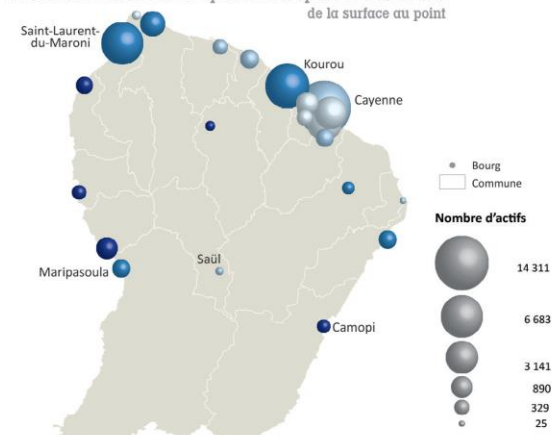 de la surface au point
Saint-Laurent-
du-Maroni
Kourou
Cayenne
Bourg
Commune
Nombre d'actifs
14 311
6 683
3 141
890
329
25
Saül
Maripasoula
Camopi